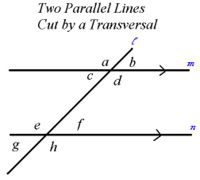 Two Parallel Lines
Cut by a Transversal
ℓ
a b m
c d
e f n
g h